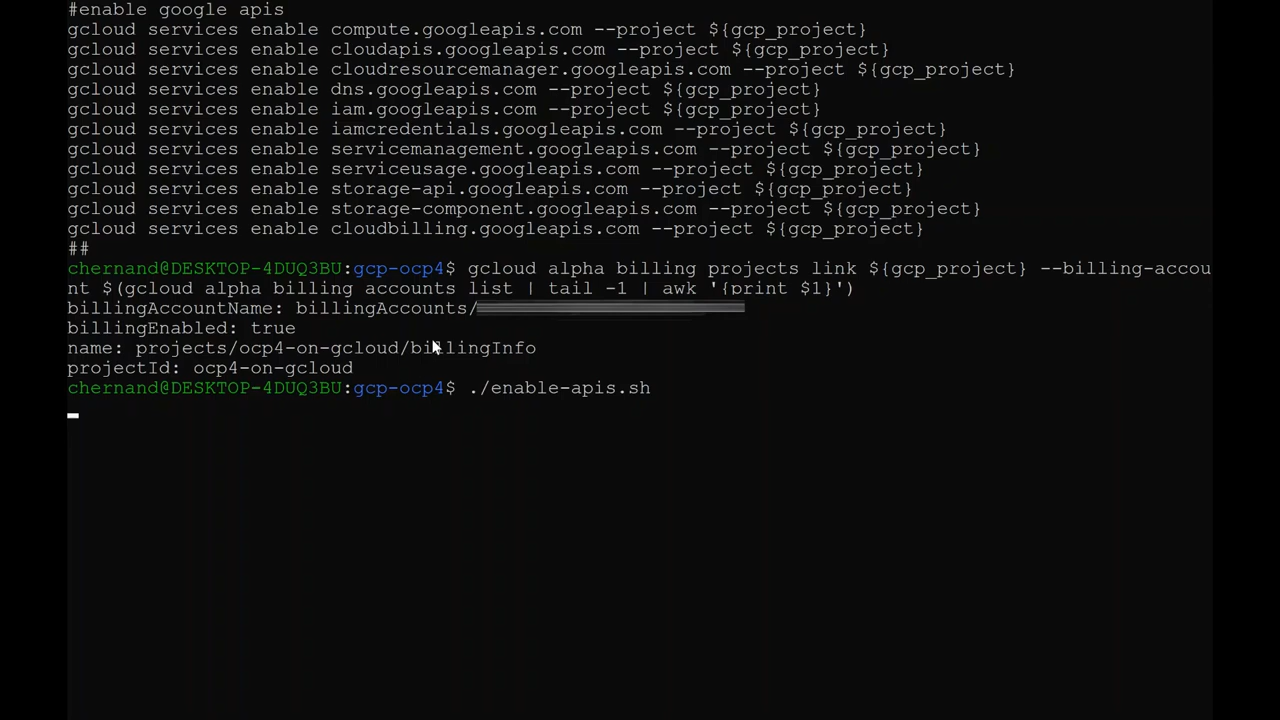 #enable google apis
gcloud services enable compute.googleapis.com --project ${gcp_project}
gcloud services enable cloudapis.googleapis.com --project ${gcp_project}
gcloud services enable cloudresourcemanager.googleapis.com --project ${gcp_project}
gcloud services enable dns.googleapis.com --project ${gcp_project}
gcloud services enable iam.googleapis.com --project ${gcp_project}
gcloud services enable iamcredentials.googleapis.com --project ${gcp_project}
gcloud services enable servicemanagement.googleapis.com --project ${gcp_project}
gcloud services enable serviceusage.googleapis.com --project ${gcp_project}
gcloud services enable storage-api.googleapis.com --project ${gcp_project}
gcloud services enable storage-component.googleapis.com --project ${gcp_project}
gcloud services enable cloudbilling.googleapis.com --project ${gcp_project}
##
chernand@DESKTOP-4DUQ3BU:gcp-ocp4$ gcloud alpha billing projects link ${gcp_project} --billing-accou
nt $(gcloud alpha billing accounts list | tail -1 | awk '{print $1}')
billingAccountName: billingAccounts/
billingEnabled: true
name: projects/ocp4-on-gcloud/billingInfo
projectId: ocp4-on-gcloud
chernand@DESKTOP-4DUQ3BU:gcp-ocp4$ ./enable-apis.sh